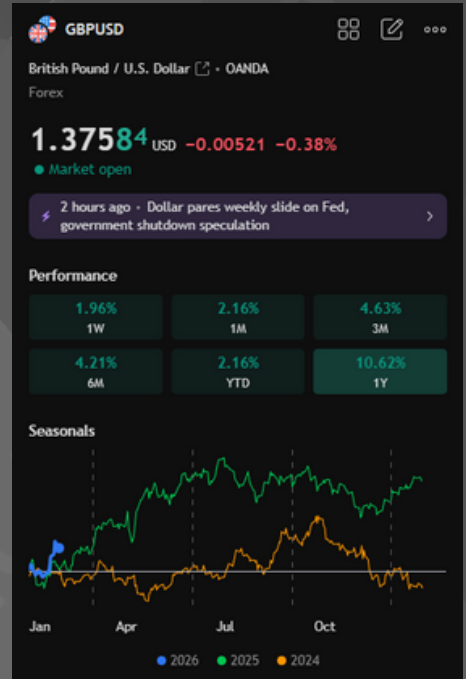 GBPUSD
British Pound / U.S. Dollar • OANDA
Forex
1.37584 USD −0.00521 −0.38%
Market open
2 hours ago • Dollar pares weekly slide on Fed,
government shutdown speculation
Performance
1.96% 2.16% 4.63%
1W 1M 3M
4.21% 2.16% 10.62%
6M YTD 1Y
Seasonals
Jan Apr Jul Oct
2026 2025 2024